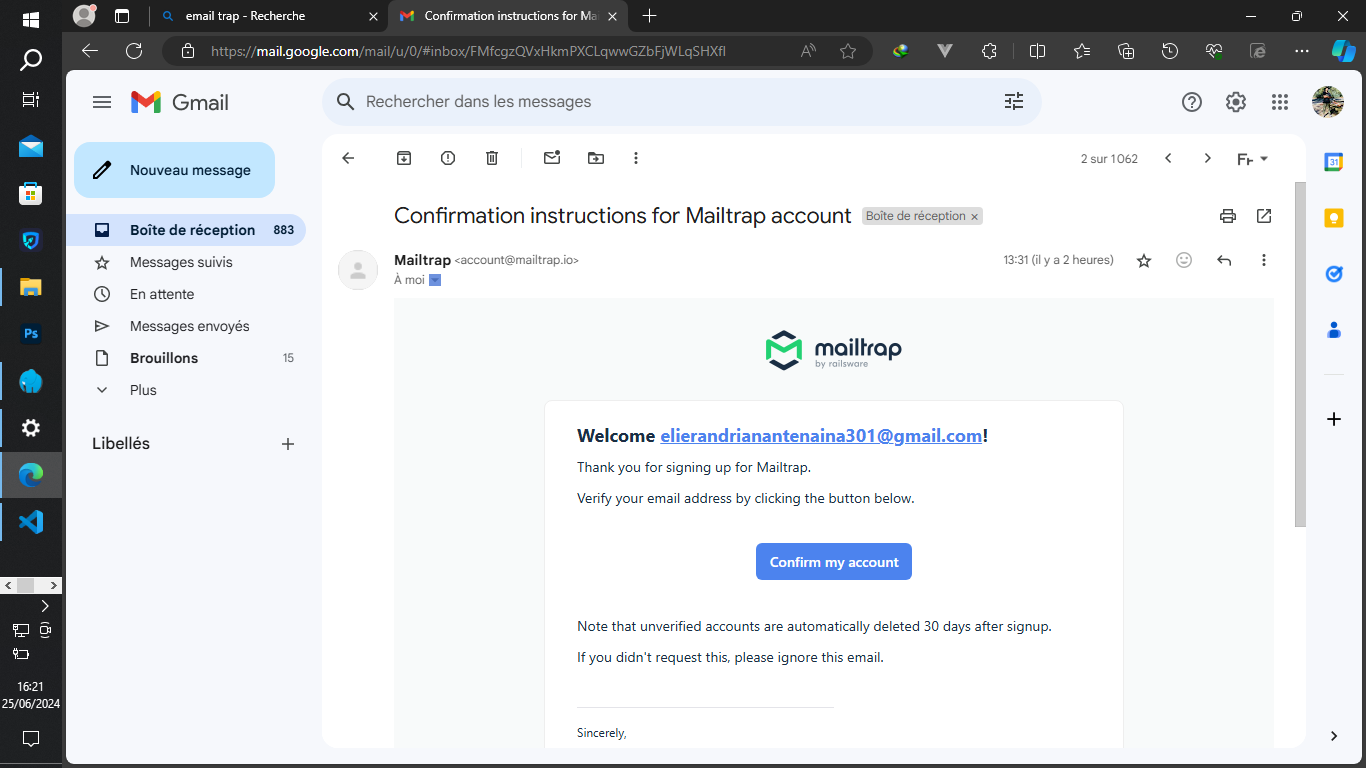 email trap - Recherche
Confirmation instructions for Ma
https://mail.google.com/mail/u/0/#inbox/FMfcgzQVxHkmPXCLqwwGZbFjWLqSHXfl
Gmail
Rechercher dans les messages
Nouveau message
2 sur 1 062
Boîte de réception 883
Messages suivis
En attente
Messages envoyés
Brouillons 15
Plus
Libellés
Confirmation instructions for Mailtrap account Boîte de réception ×
Mailtrap <account@mailtrap.io> 13:31 (il y a 2 heures)
À moi
mailtrap
by railsware
Welcome elierandrianantenaina301@gmail.com!
Thank you for signing up for Mailtrap.
Verify your email address by clicking the button below.
Confirm my account
Note that unverified accounts are automatically deleted 30 days after signup.
If you didn't request this, please ignore this email.
Sincerely,
Ps
31
16:21
25/06/2024